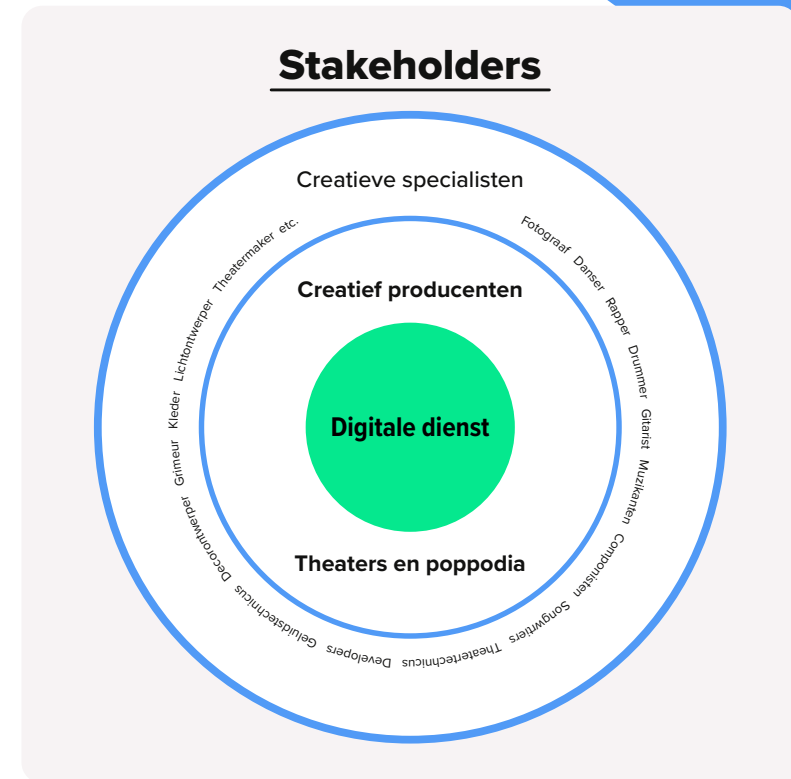 Stakeholders
Creatieve specialisten
Fotograaf Danser Rapper Drummer Gitarist Muzikanten Componisten Songwrtiers Theatertechnicus Developers Geluidstechnicus Decorontwerper Grimeur Kleder Lichtontwerper Theatermaker etc.
Creatief producenten
Digitale dienst
Theaters en poppodia